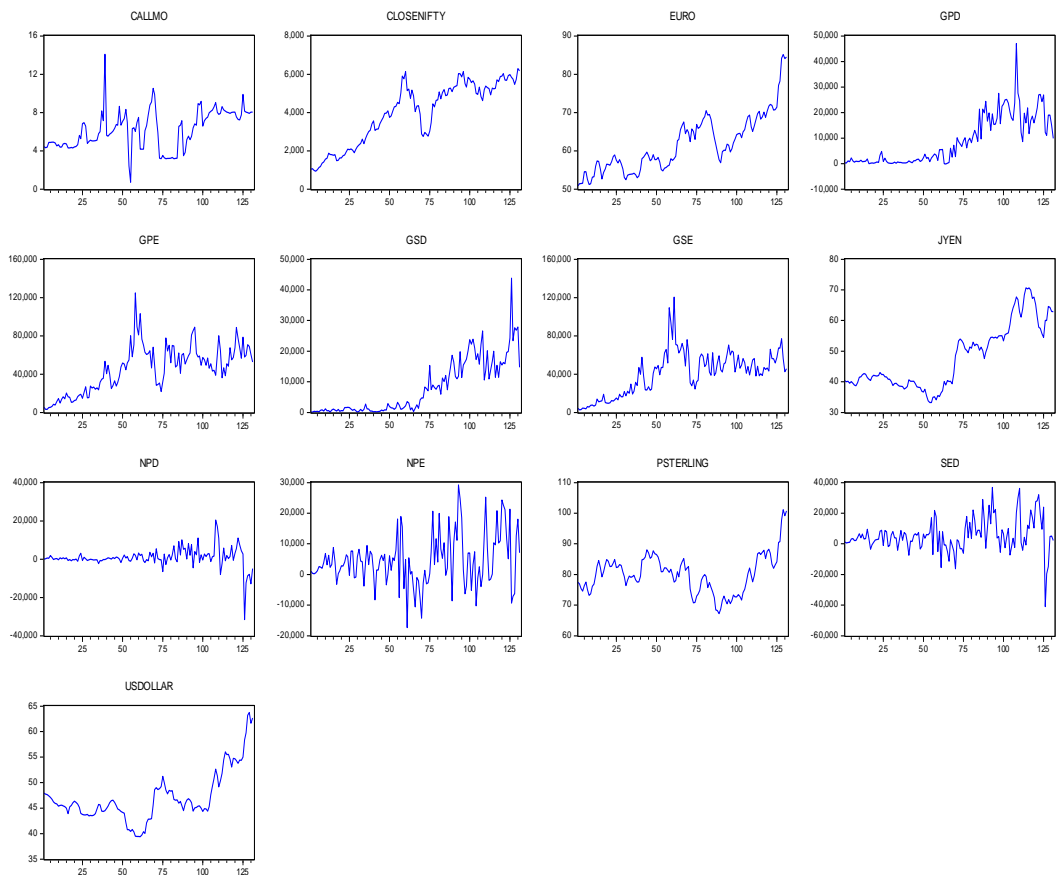 CALLMO CLOSENIFTY EURO GPD
16 8,000 90 50,000
40,000
12 6,000 80
30,000
8 4,000 70 20,000
10,000
4 2,000 60
0
0 0 50 -10,000
25 50 75 100 125 25 50 75 100 125 25 50 75 100 125 25 50 75 100 125
GPE GSD GSE JYEN
160,000 50,000 160,000 80
120,000 40,000 120,000 70
30,000 60
80,000 80,000
20,000 50
40,000 10,000 40,000 40
0 0 0 30
25 50 75 100 125 25 50 75 100 125 25 50 75 100 125 25 50 75 100 125
NPD NPE PSTERLING SED
40,000 30,000 110 40,000
20,000 20,000 100 20,000
10,000 90 0
0
0 80 -20,000
-20,000 -10,000 70 -40,000
-40,000 -20,000 60 -60,000
25 50 75 100 125 25 50 75 100 125 25 50 75 100 125 25 50 75 100 125
USDOLLAR
65
60
55
50
45
40
35
25 50 75 100 125